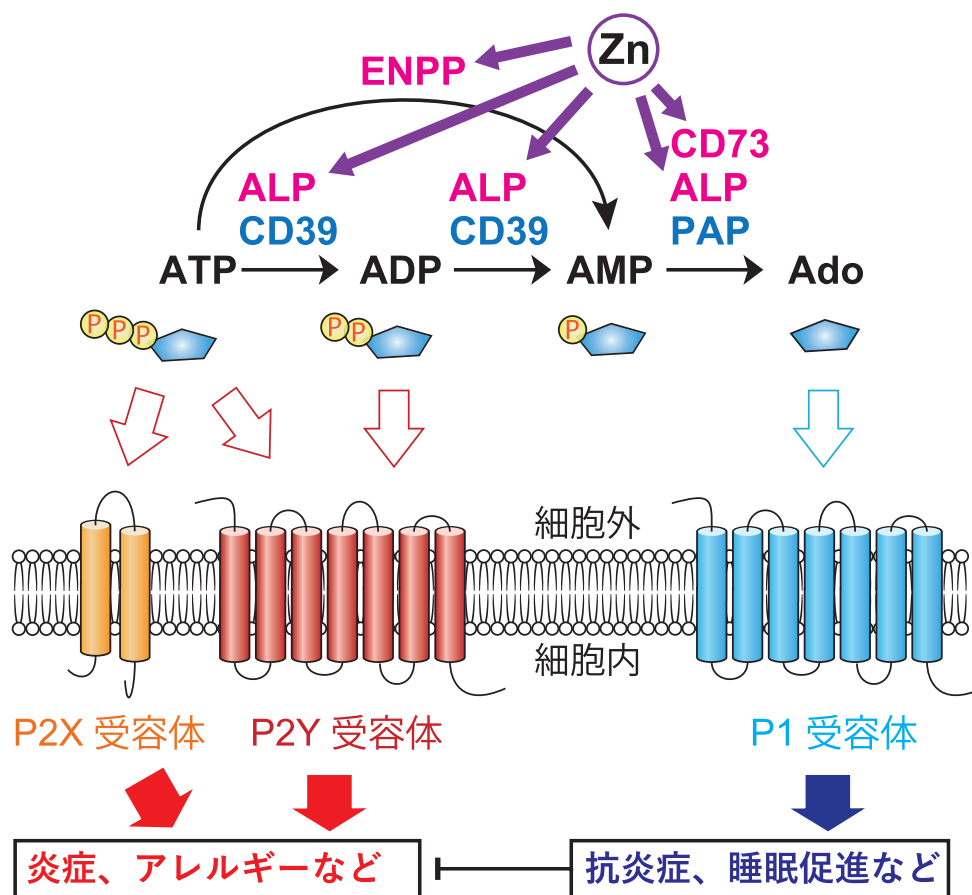 Zn
ENPP
CD73
ALP ALP ALP
CD39 CD39 PAP
ATP ADP AMP Ado
P P P P P P
細胞外
細胞内
P2X 受容体 P2Y 受容体 P1 受容体
炎症、アレルギーなど 抗炎症、睡眠促進など